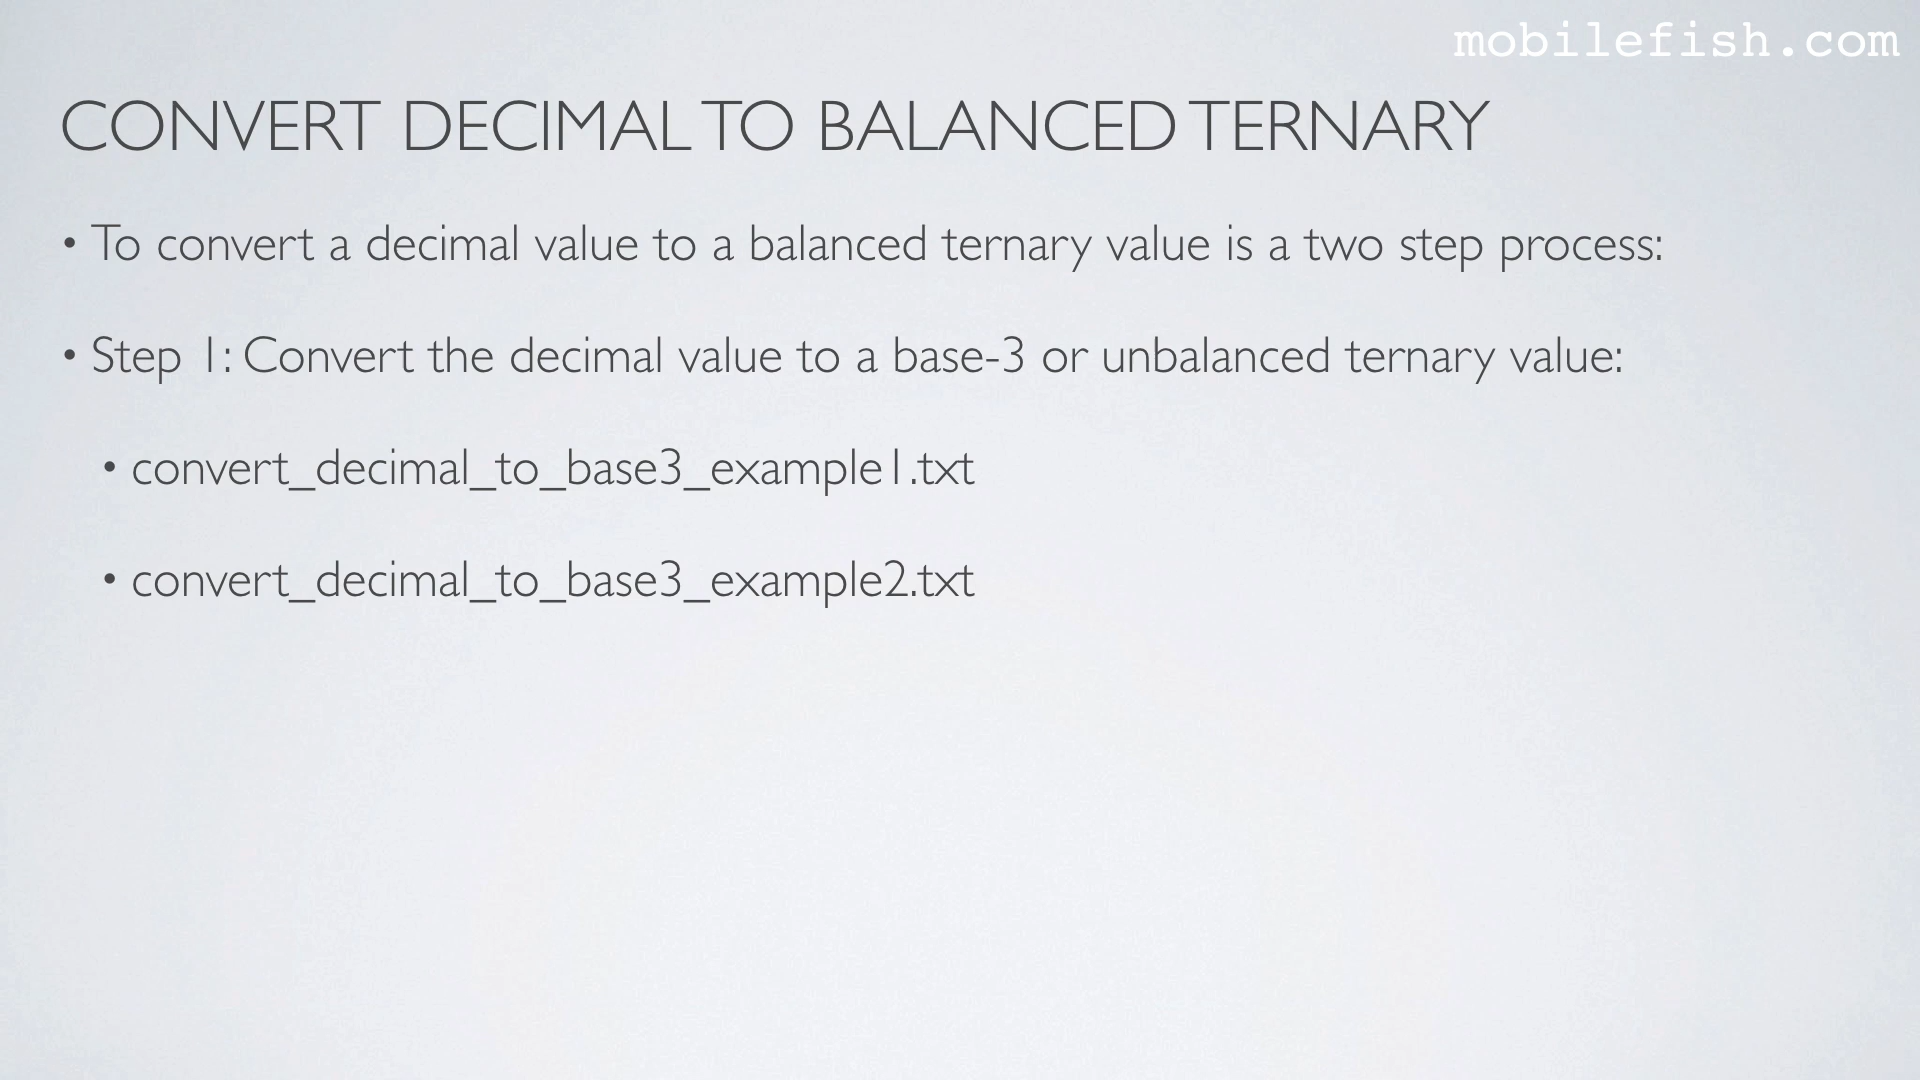 mobilefish.com
CONVERT DECIMAL TO BALANCED TERNARY
• To convert a decimal value to a balanced ternary value is a two step process:
• Step 1: Convert the decimal value to a base-3 or unbalanced ternary value:
• convert_decimal_to_base3_example1.txt
• convert_decimal_to_base3_example2.txt